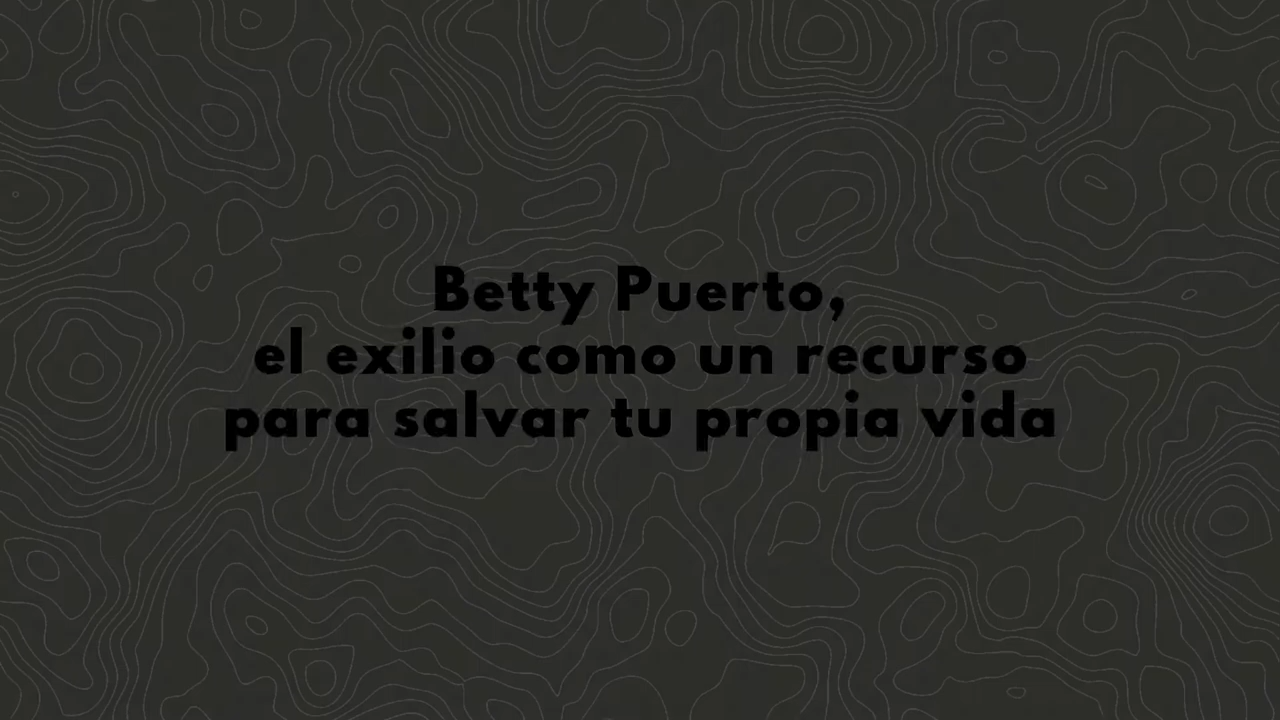 Betty Puerto,
el exilio como un recurso
para salvar tu propia vida